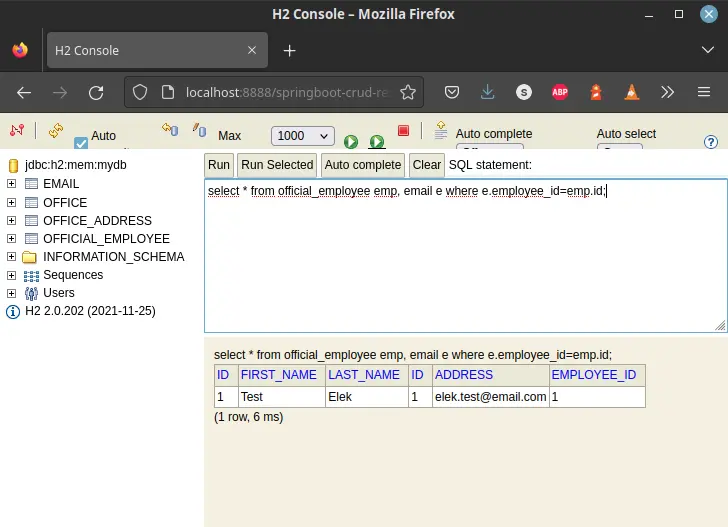 H2 Console – Mozilla Firefox
H2 Console
localhost:8888/springboot-crud-re
S
ABP
Auto
Max
1000
Auto complete
Auto select
jdbc:h2:mem:mydb
EMAIL
OFFICE
OFFICE_ADDRESS
OFFICIAL_EMPLOYEE
INFORMATION_SCHEMA
Sequences
Users
H2 2.0.202 (2021-11-25)
Run Run Selected Auto complete Clear SQL statement:
select * from official_employee emp, email e where e.employee_id=emp.id;
select * from official_employee emp, email e where e.employee_id=emp.id;
ID FIRST_NAME LAST_NAME ID ADDRESS EMPLOYEE_ID
1 Test Elek 1 elek.test@email.com 1
(1 row, 6 ms)